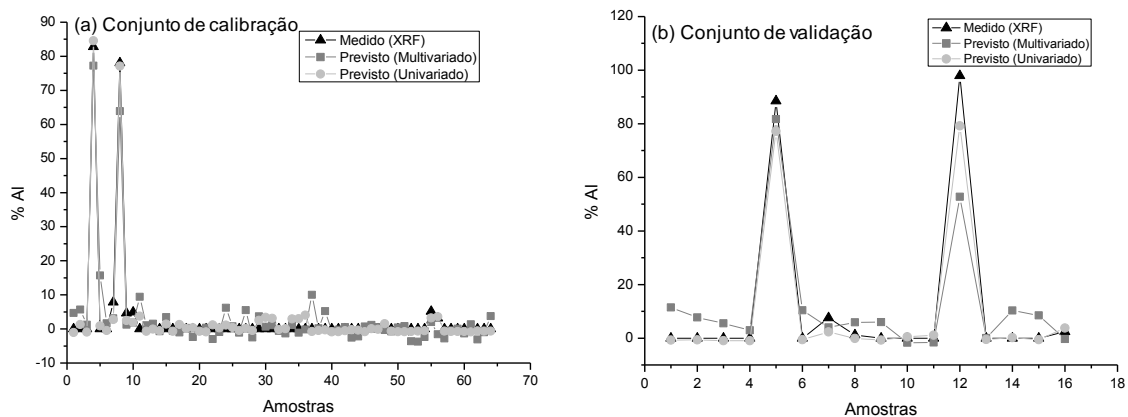 (a) Conjunto de calibração
Medido (XRF)
Previsto (Multivariado)
Previsto (Univariado)
% Al
90
80
70
60
50
40
30
20
10
0
-10
0 10 20 30 40 50 60 70
Amostras
(b) Conjunto de validação
Medido (XRF)
Previsto (Multivariado)
Previsto (Univariado)
% Al
120
100
80
60
40
20
0
0 2 4 6 8 10 12 14 16 18
Amostras